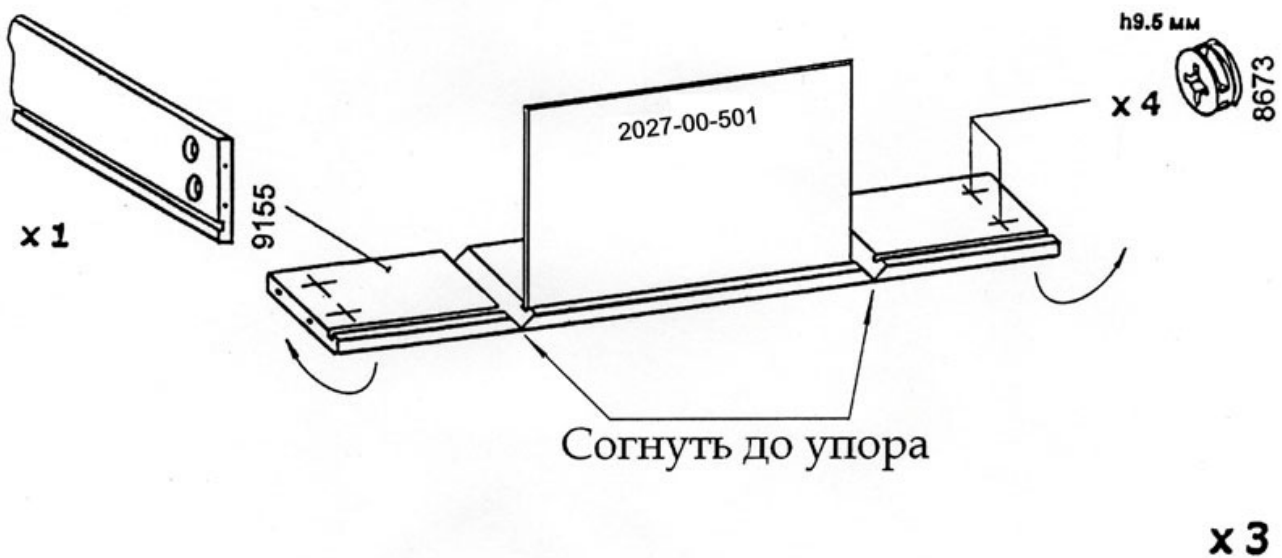 h9.5 мм
x 4
8673
2027-00-501
9155
x 1
Согнуть до упора
x 3